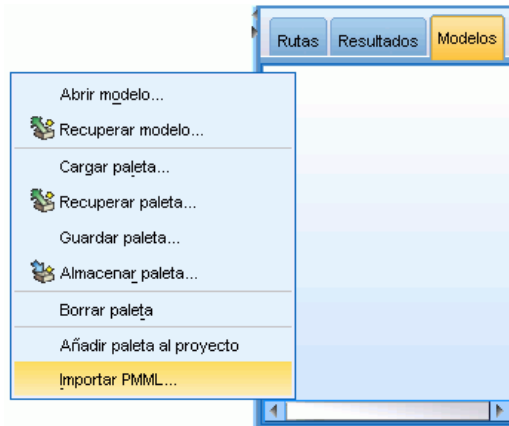 Rutas Resultados Modelos
Abrir modelo...
Recuperar modelo...
Cargar paleta...
Recuperar paleta...
Guardar paleta...
Almacenar paleta...
Borrar paleta
Añadir paleta al proyecto
Importar PMML...